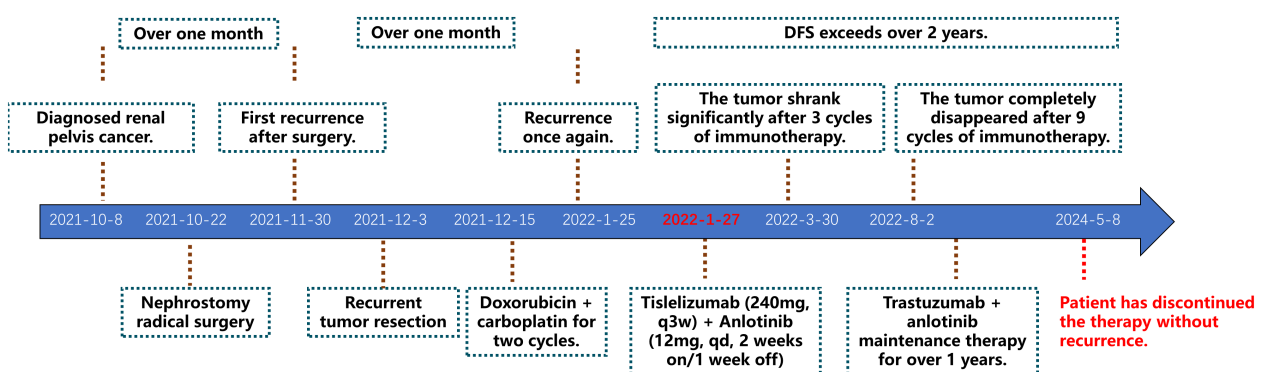 Over one month
Over one month
DFS exceeds over 2 years.
Diagnosed renal
pelvis cancer.
First recurrence
after surgery.
Recurrence
once again.
The tumor shrank
significantly after 3 cycles
of immunotherapy.
The tumor completely
disappeared after 9
cycles of immunotherapy.
2021-10-8 2021-10-22 2021-11-30 2021-12-3 2021-12-15 2022-1-25 2022-1-27 2022-3-30 2022-8-2 2024-5-8
Nephrostomy
radical surgery
Recurrent
tumor resection
Doxorubicin +
carboplatin for
two cycles.
Tislelizumab (240mg,
q3w) + Anlotinib
(12mg, qd, 2 weeks
on/1 week off)
Trastuzumab +
anlotinib
maintenance therapy
for over 1 years.
Patient has discontinued
the therapy without
recurrence.